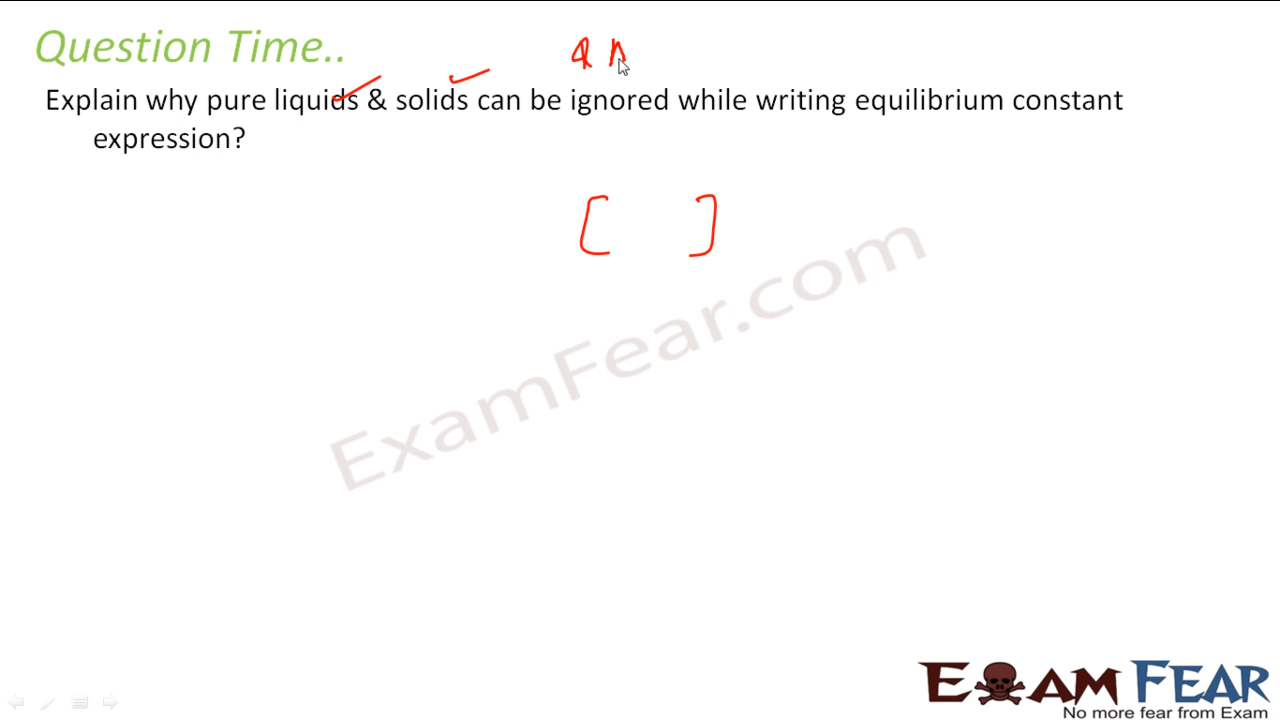 Question Time..
Explain why pure liquids & solids can be ignored while writing equilibrium constant
expression?
[ ]
ExamFear.com
EXAM FEAR
No more fear from Exam